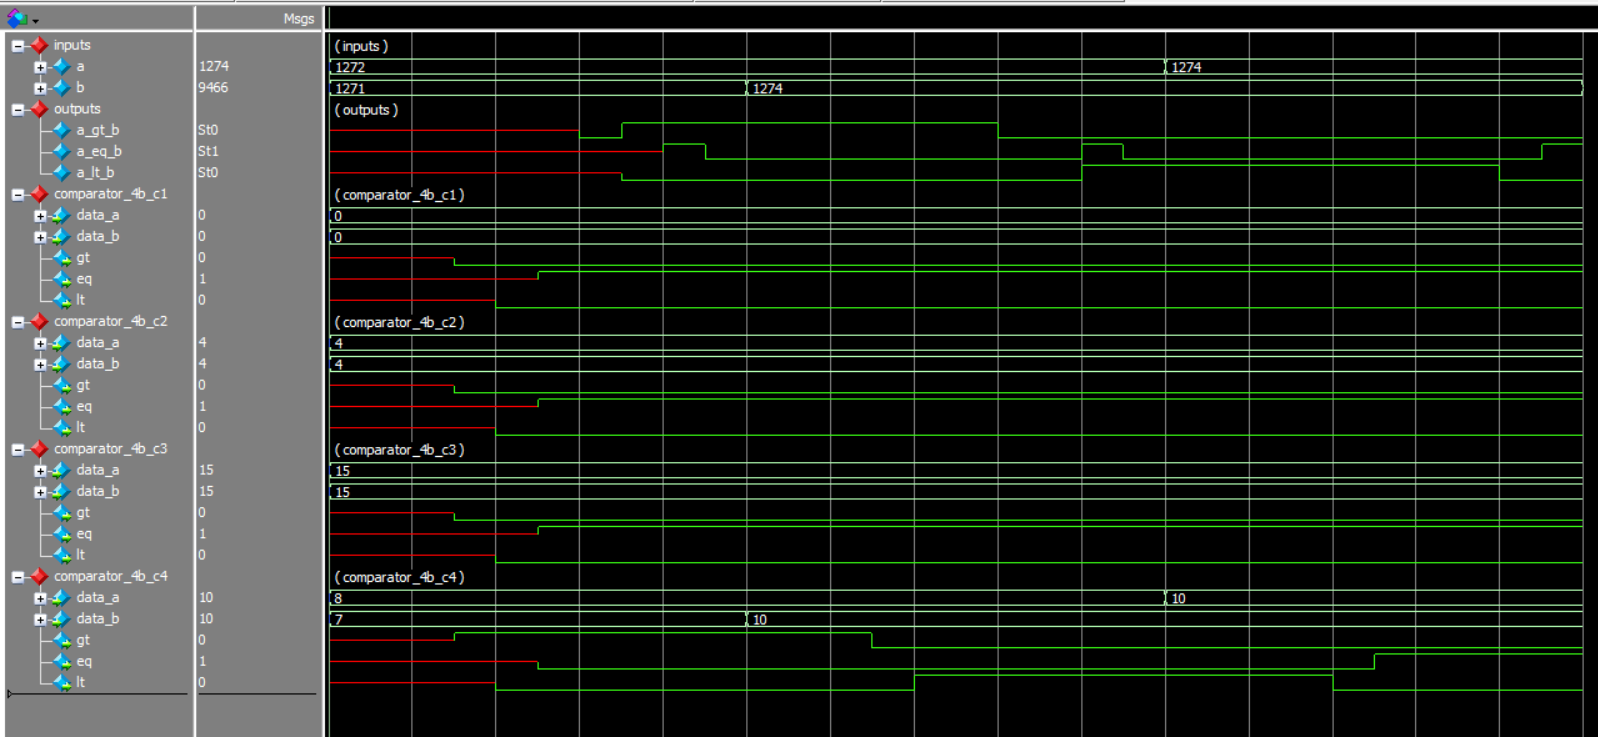 Msgs
inputs (inputs)
a 1274 1272 1274
b 9466 1271 1274
outputs (outputs)
a_gt_b St0
a_eq_b St1
a_lt_b St0
comparator_4b_c1 (comparator_4b_c1)
data_a 0 0
data_b 0 0
gt 0
eq 1
lt 0
comparator_4b_c2 (comparator_4b_c2)
data_a 4 4
data_b 4 4
gt 0
eq 1
lt 0
comparator_4b_c3 (comparator_4b_c3)
data_a 15 15
data_b 15 15
gt 0
eq 1
lt 0
comparator_4b_c4 (comparator_4b_c4)
data_a 10 8 10
data_b 10 7 10
gt 0
eq 1
lt 0